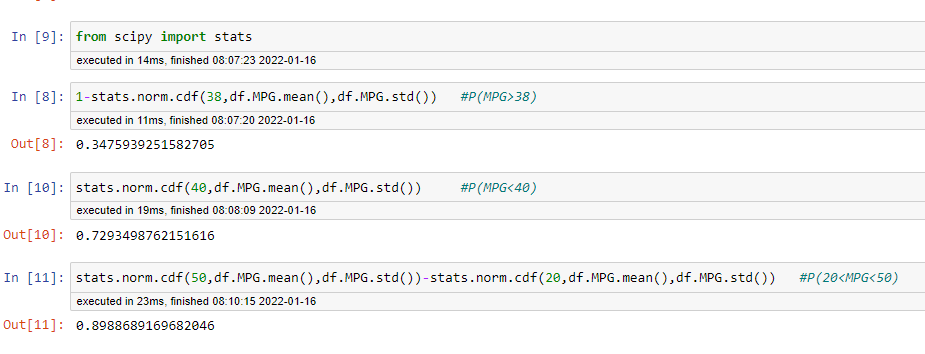 In [9]: from scipy import stats
executed in 14ms, finished 08:07:23 2022-01-16
In [8]: 1-stats.norm.cdf(38,df.MPG.mean(),df.MPG.std())   #P(MPG>38)
executed in 11ms, finished 08:07:20 2022-01-16
Out[8]: 0.3475939251582705
In [10]: stats.norm.cdf(40,df.MPG.mean(),df.MPG.std())     #P(MPG<40)
executed in 19ms, finished 08:08:09 2022-01-16
Out[10]: 0.7293498762151616
In [11]: stats.norm.cdf(50,df.MPG.mean(),df.MPG.std())-stats.norm.cdf(20,df.MPG.mean(),df.MPG.std())   #P(20<MPG<50)
executed in 23ms, finished 08:10:15 2022-01-16
Out[11]: 0.8988689169682046